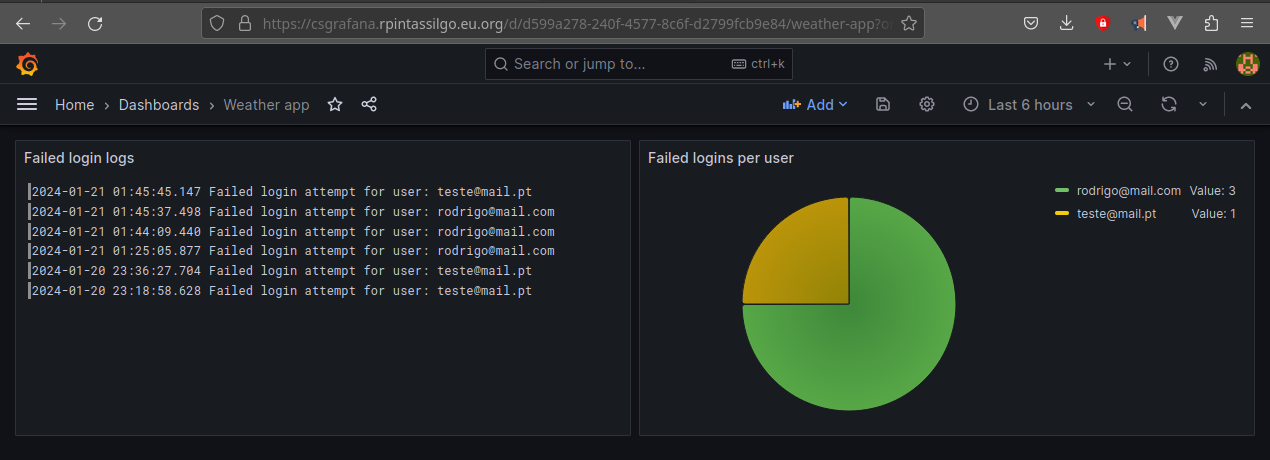 https://csgrafana.rpintassilgo.eu.org/d/d599a278-240f-4577-8c6f-d2799fcb9e84/weather-app?o
Search or jump to... ctrl+k
Home › Dashboards › Weather app Add Last 6 hours
Failed login logs
2024-01-21 01:45:45.147 Failed login attempt for user: teste@mail.pt
2024-01-21 01:45:37.498 Failed login attempt for user: rodrigo@mail.com
2024-01-21 01:44:09.440 Failed login attempt for user: rodrigo@mail.com
2024-01-21 01:25:05.877 Failed login attempt for user: rodrigo@mail.com
2024-01-20 23:36:27.704 Failed login attempt for user: teste@mail.pt
2024-01-20 23:18:58.628 Failed login attempt for user: teste@mail.pt
Failed logins per user
rodrigo@mail.com Value: 3
teste@mail.pt Value: 1